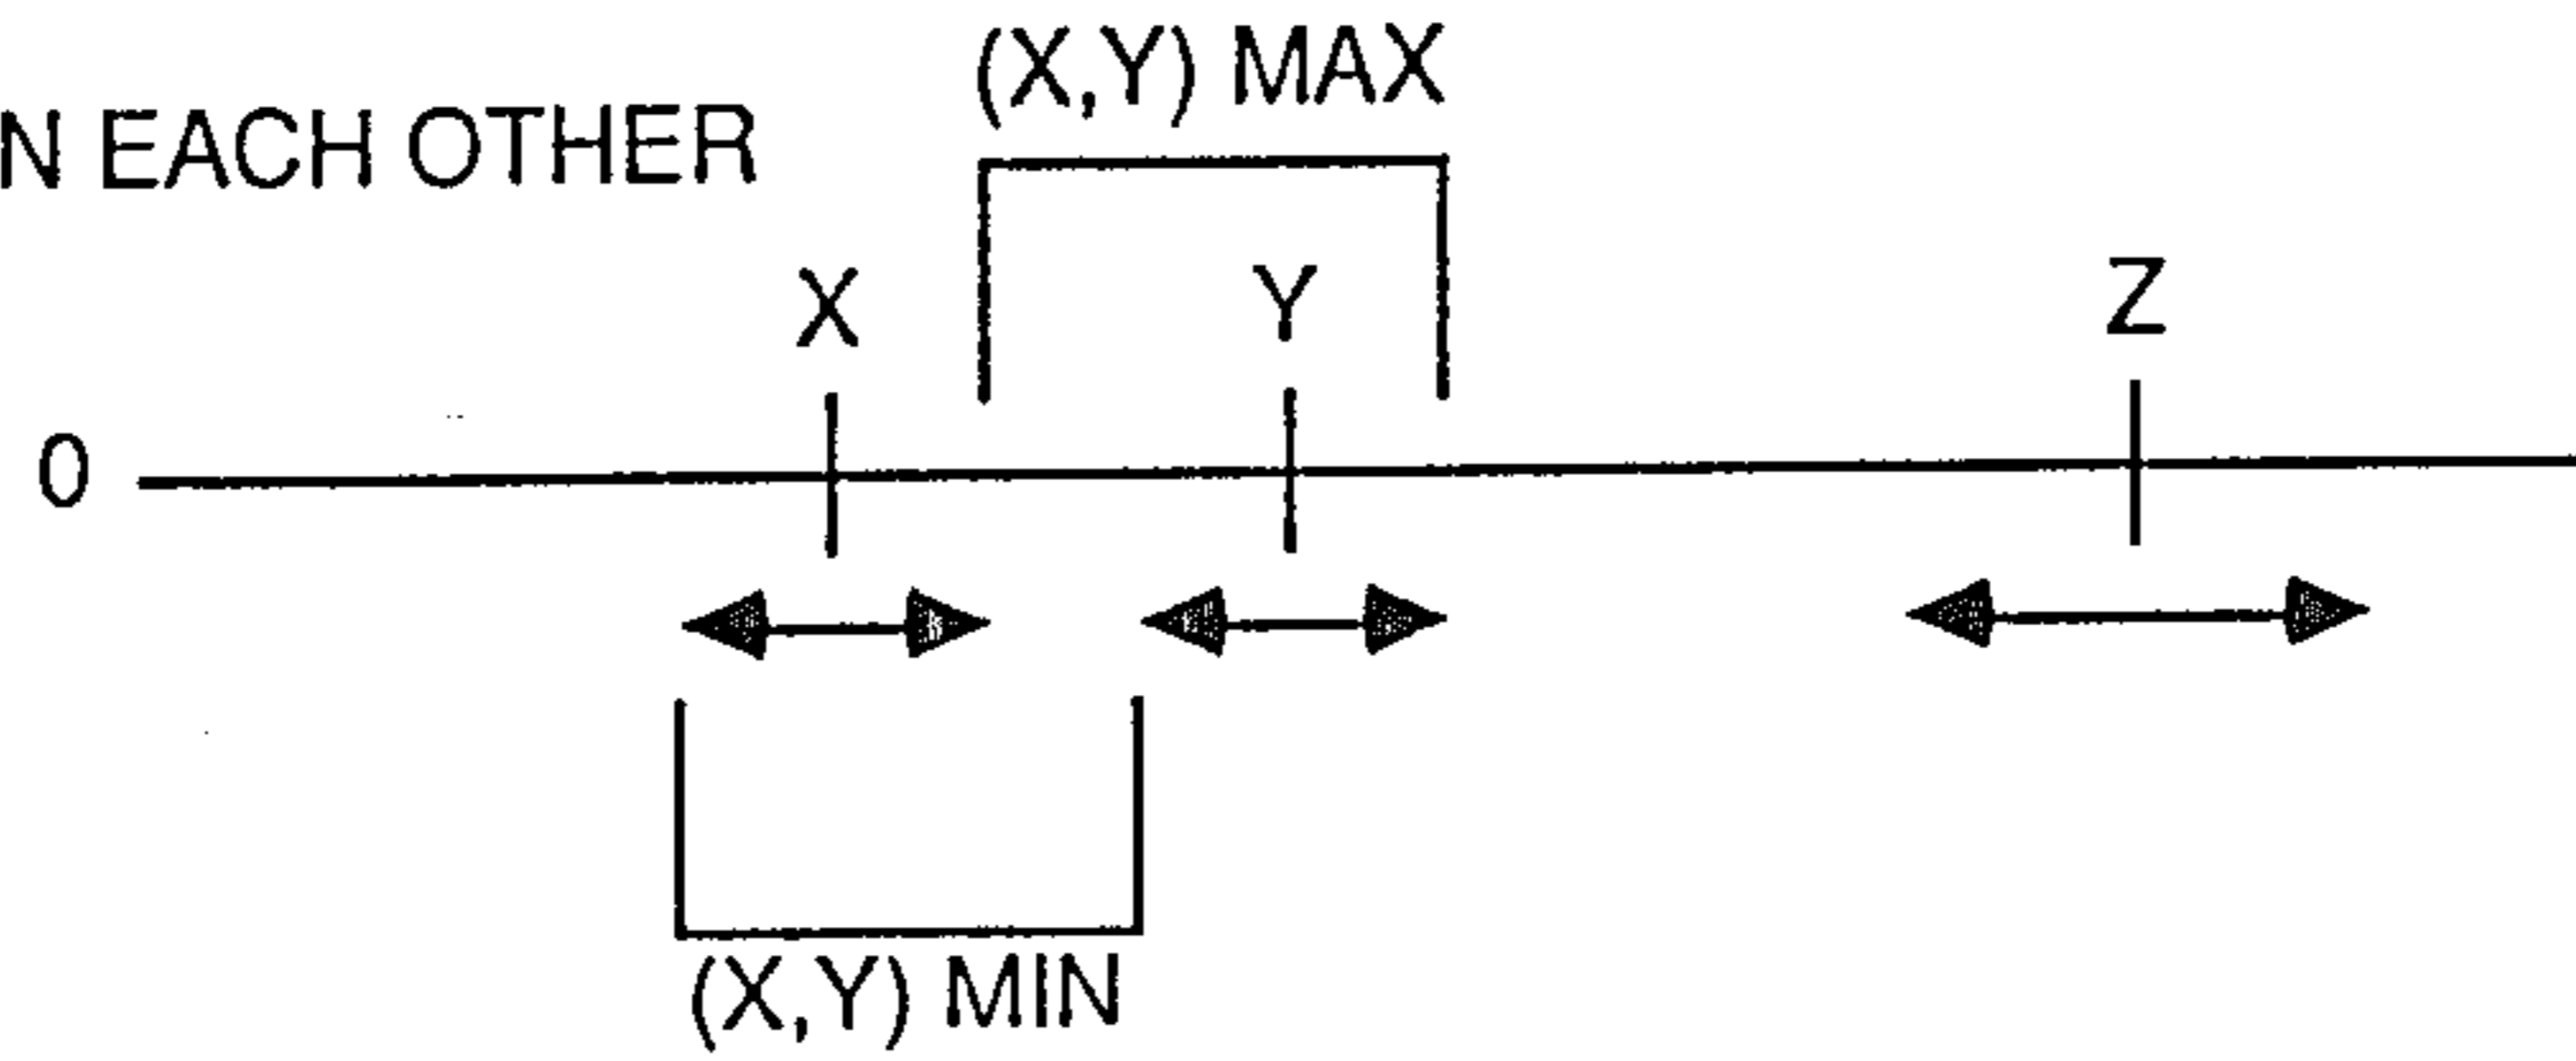 (X,Y) MAX
N EACH OTHER
X Y Z
0
(X,Y) MIN